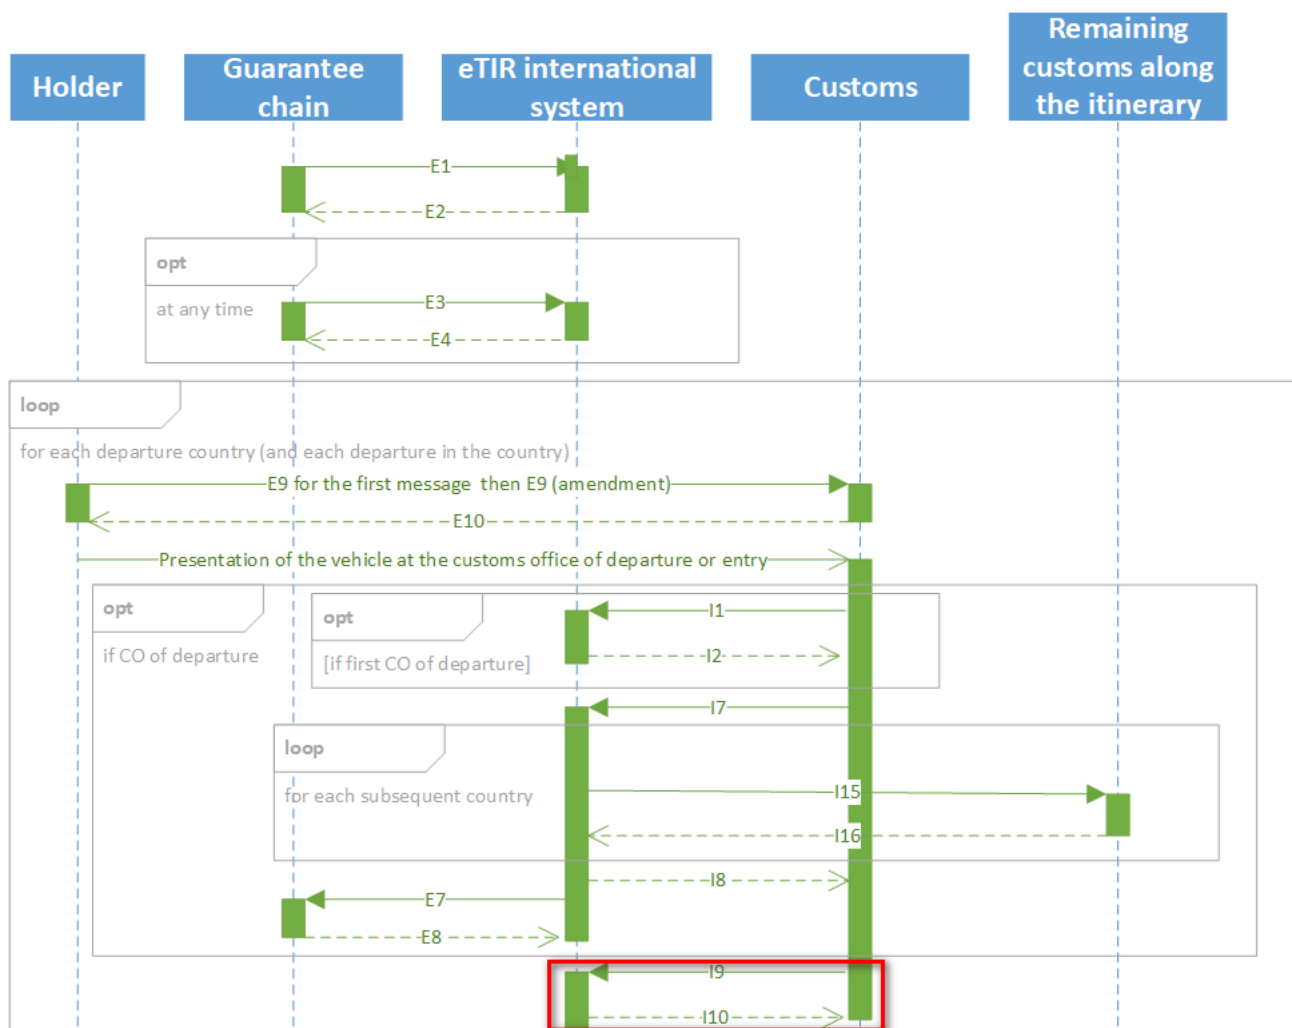 Holder
Guarantee
chain
eTIR international
system
Customs
Remaining
customs along
the itinerary
E1
E2
opt
at any time
E3
E4
loop
for each departure country (and each departure in the country)
E9 for the first message then E9 (amendment)
E10
Presentation of the vehicle at the customs office of departure or entry
opt
if CO of departure
opt
[if first CO of departure]
I1
I2
I7
loop
for each subsequent country
I15
I16
I8
E7
E8
I9
I10